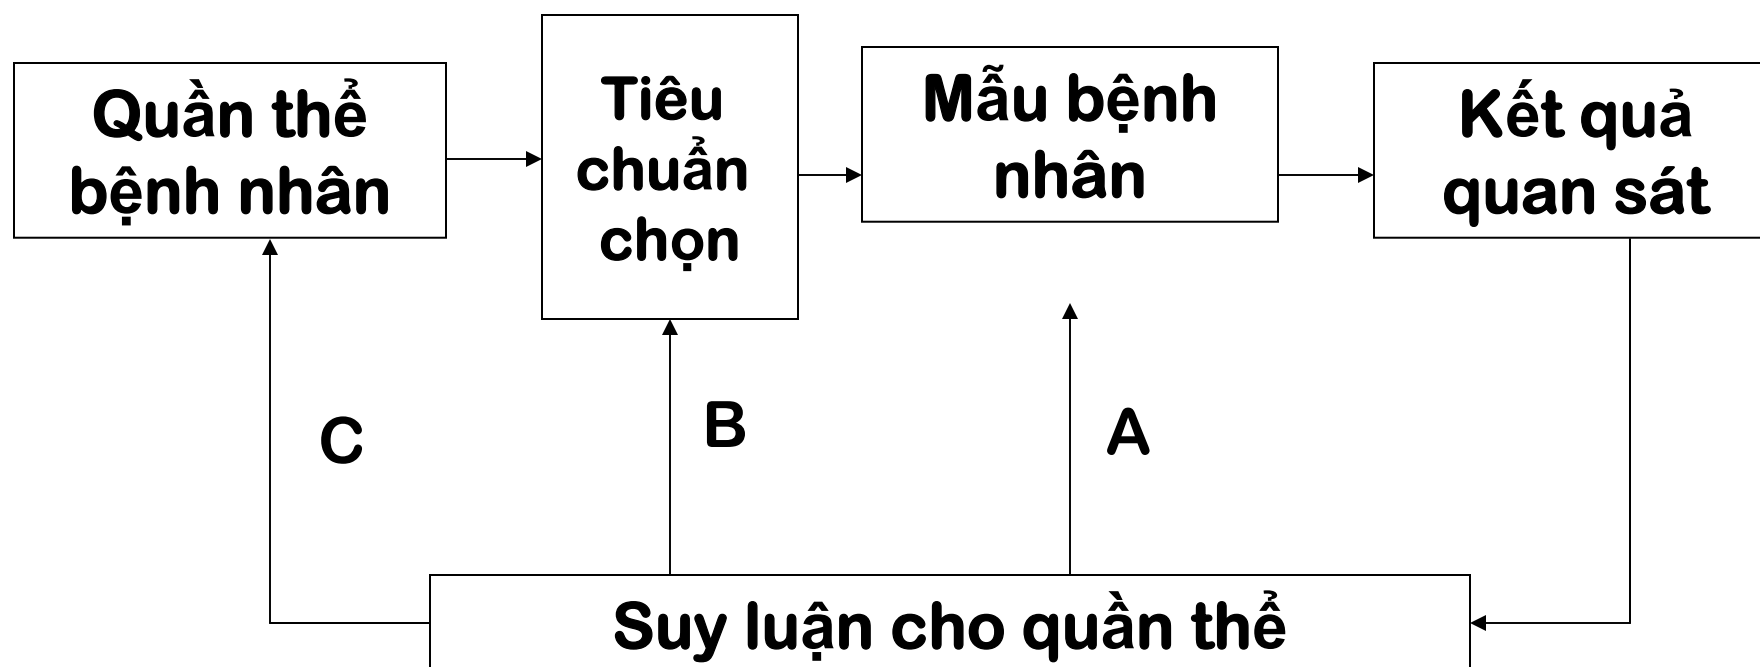 Quần thể
bệnh nhân
Tiêu
chuẩn
chọn
Mẫu bệnh
nhân
Kết quả
quan sát
C
B
A
Suy luận cho quần thể